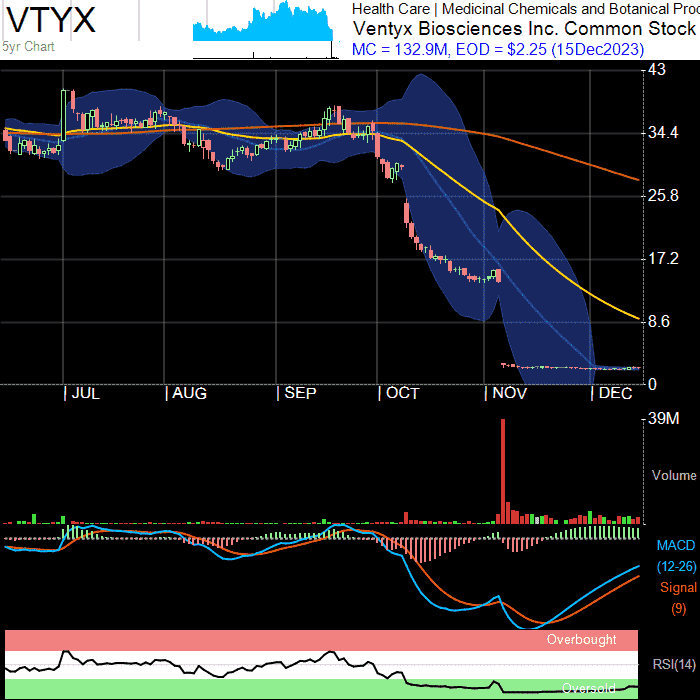 VTYX
5yr Chart
Health Care | Medicinal Chemicals and Botanical Prod
Ventyx Biosciences Inc. Common Stock
MC = 132.9M, EOD = $2.25 (15Dec2023)
43
34.4
25.8
17.2
8.6
0
| JUL | AUG | SEP | OCT | NOV | DEC
39M
Volume
MACD
(12-26)
Signal
(9)
Overbought
RSI(14)
Oversold